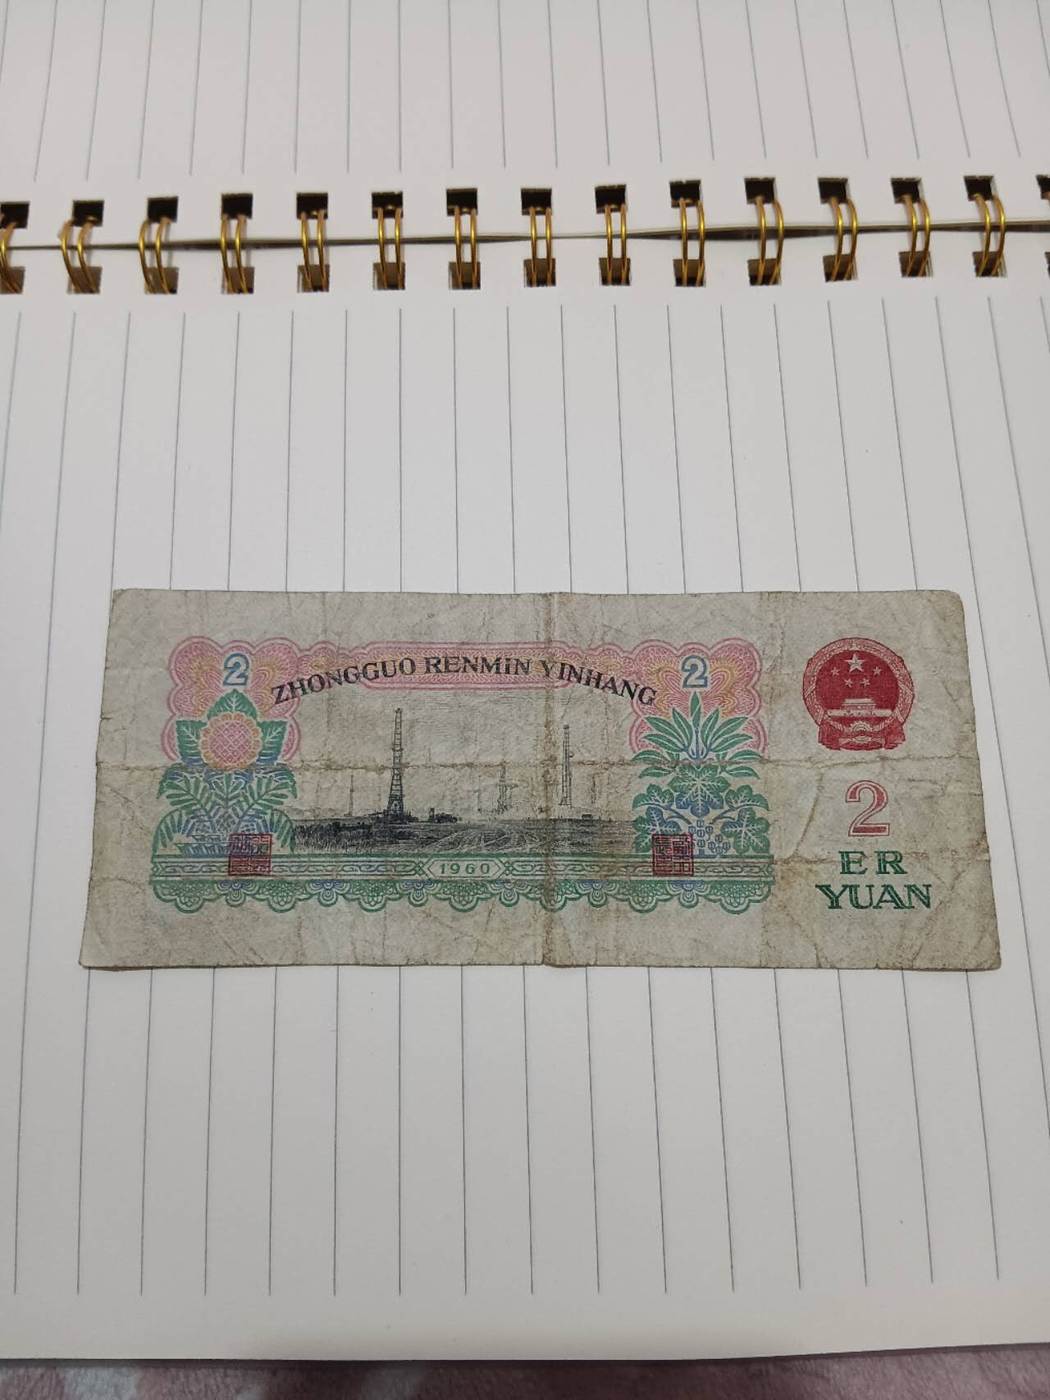 2
ZHONGGUO RENMIN YINHANG
2
1960
2
ER
YUAN